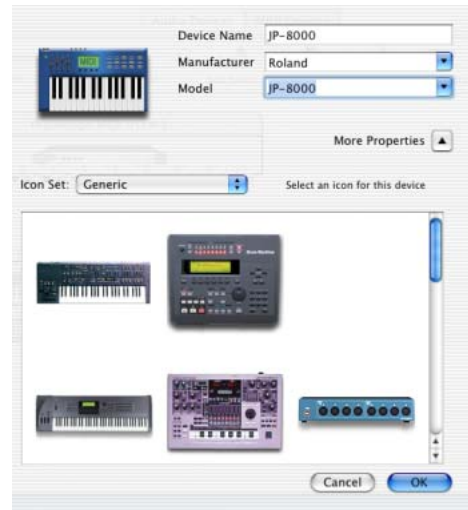 Device Name JP-8000
MIDI
Manufacturer Roland
Model JP-8000
More Properties
Icon Set: Generic Select an icon for this device
Cancel OK